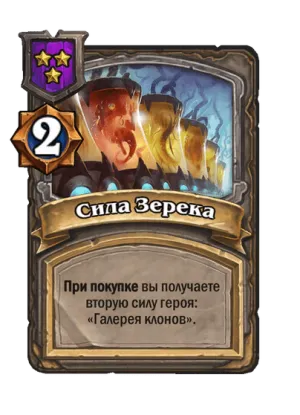 2
Сила Зерека
При покупке вы получаете
вторую силу героя:
«Галерея клонов».